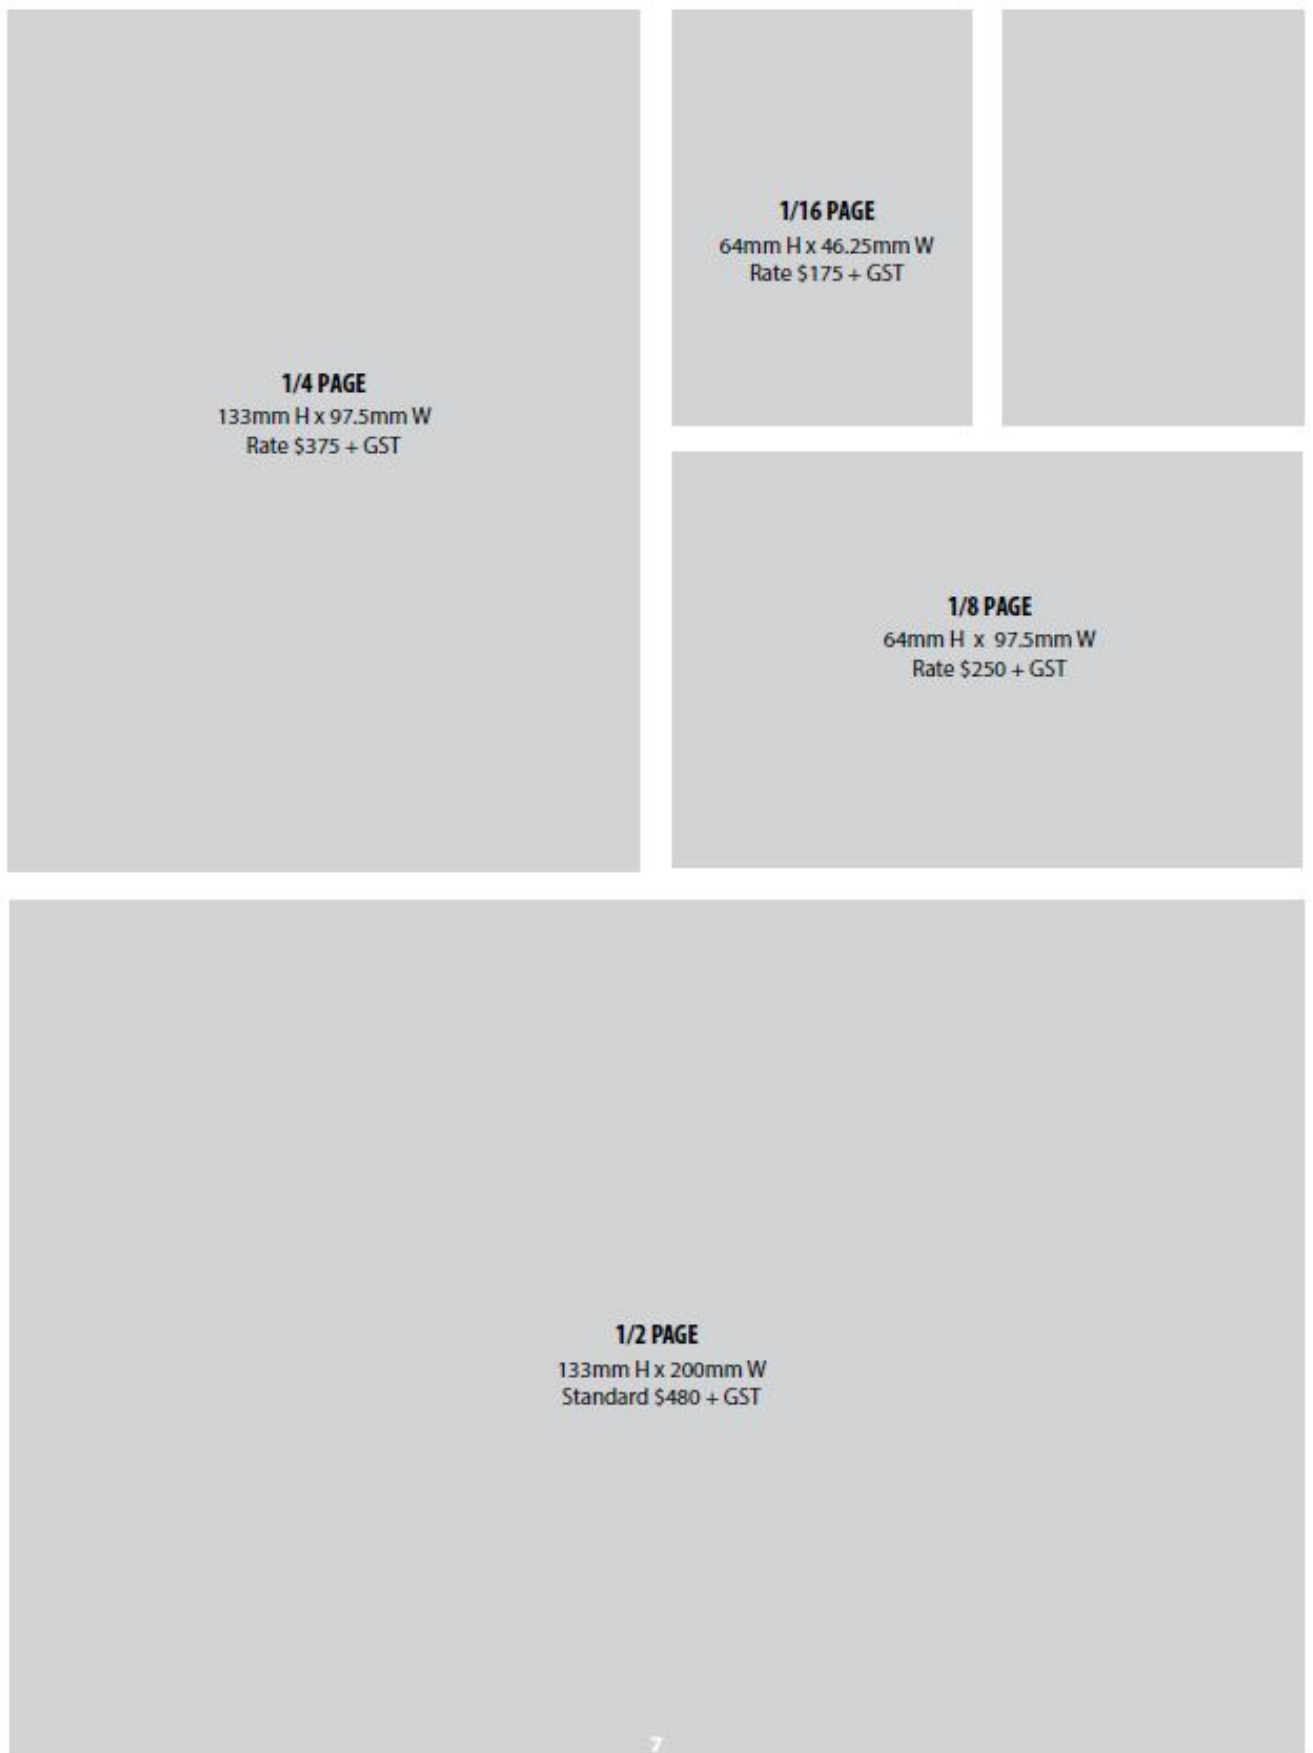 1/4 PAGE
133mm H x 97.5mm W
Rate $375 + GST
1/16 PAGE
64mm H x 46.25mm W
Rate $175 + GST
1/8 PAGE
64mm H x 97.5mm W
Rate $250 + GST
1/2 PAGE
133mm H x 200mm W
Standard $480 + GST
7